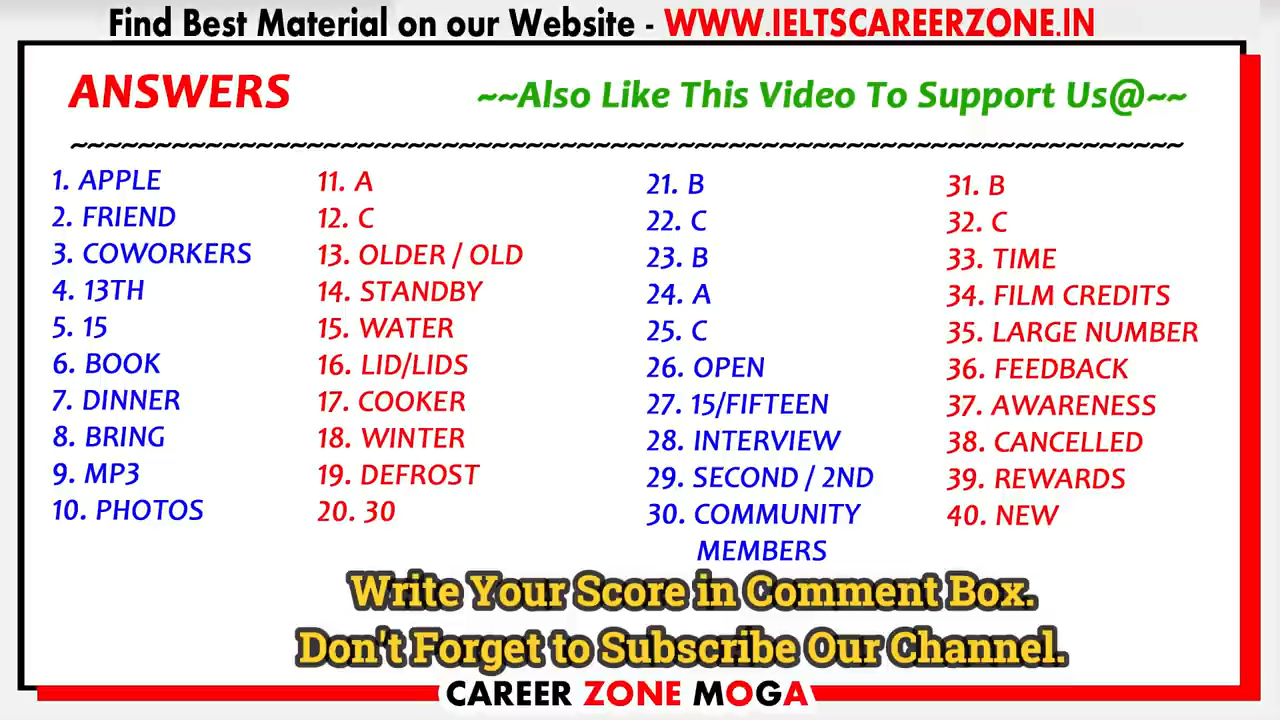 Find Best Material on our Website - WWW.IELTSCAREERZONE.IN
ANSWERS
~~Also Like This Video To Support Us@~~
~~~~~~~~~~~~~~~~~~~~~~~~~~~~~~~~~~~~~~~~~~~~~~~~~~~~~
1. APPLE
2. FRIEND
3. COWORKERS
4. 13TH
5. 15
6. BOOK
7. DINNER
8. BRING
9. MP3
10. PHOTOS
11. A
12. C
13. OLDER / OLD
14. STANDBY
15. WATER
16. LID/LIDS
17. COOKER
18. WINTER
19. DEFROST
20. 30
21. B
22. C
23. B
24. A
25. C
26. OPEN
27. 15/FIFTEEN
28. INTERVIEW
29. SECOND / 2ND
30. COMMUNITY
MEMBERS
31. B
32. C
33. TIME
34. FILM CREDITS
35. LARGE NUMBER
36. FEEDBACK
37. AWARENESS
38. CANCELLED
39. REWARDS
40. NEW
Write Your Score in Comment Box.
Don't Forget to Subscribe Our Channel.
CAREER ZONE MOGA